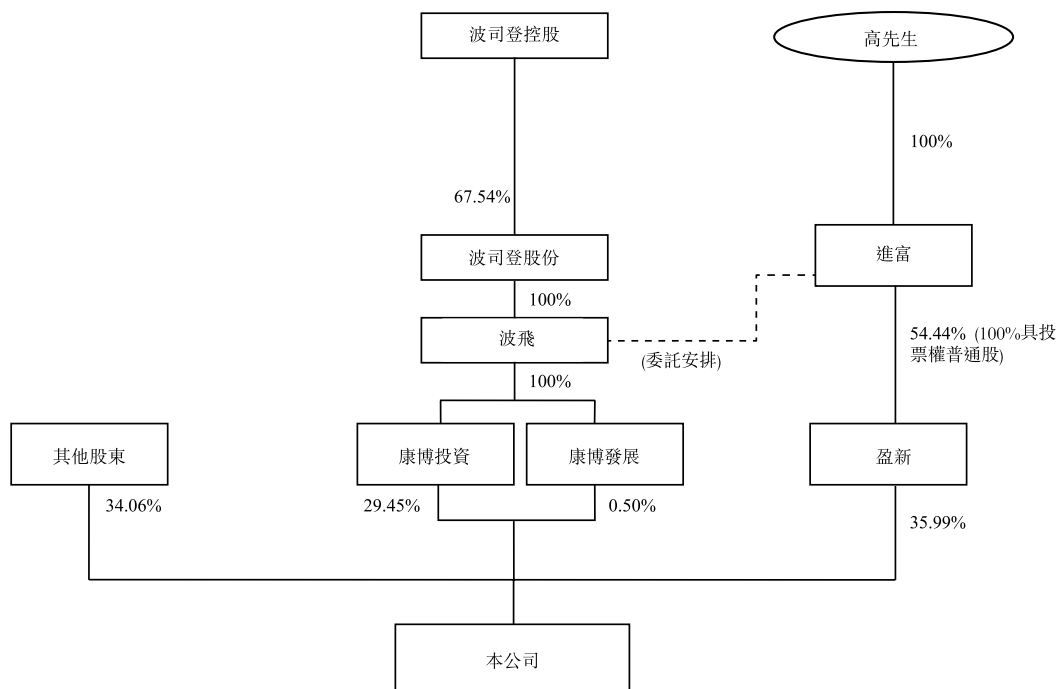 波司登控股
高先生
100%
67.54%
波司登股份
進富
100%
波飛
(委託安排)
54.44% (100%具投
票權普通股)
100%
其他股東
康博投資
康博發展
盈新
34.06%
29.45%
0.50%
35.99%
本公司